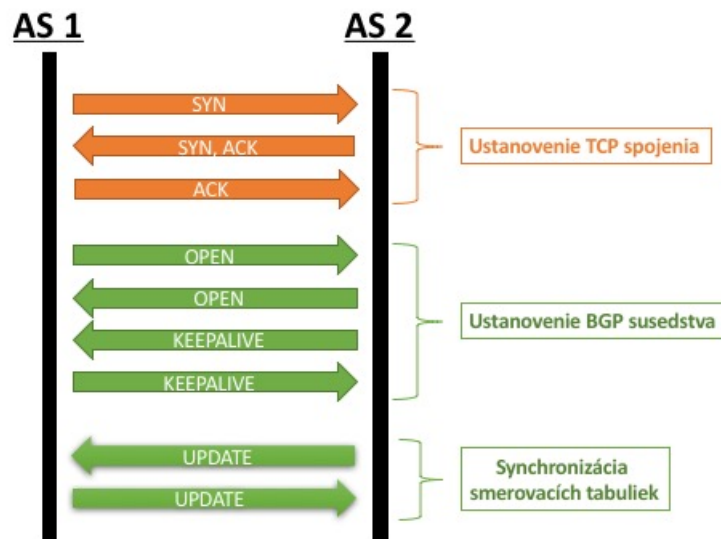 AS 1
AS 2
SYN
SYN, ACK
ACK
Ustanovenie TCP spojenia
OPEN
OPEN
KEEPALIVE
KEEPALIVE
Ustanovenie BGP susedstva
UPDATE
UPDATE
Synchronizácia
smerovacích tabuliek